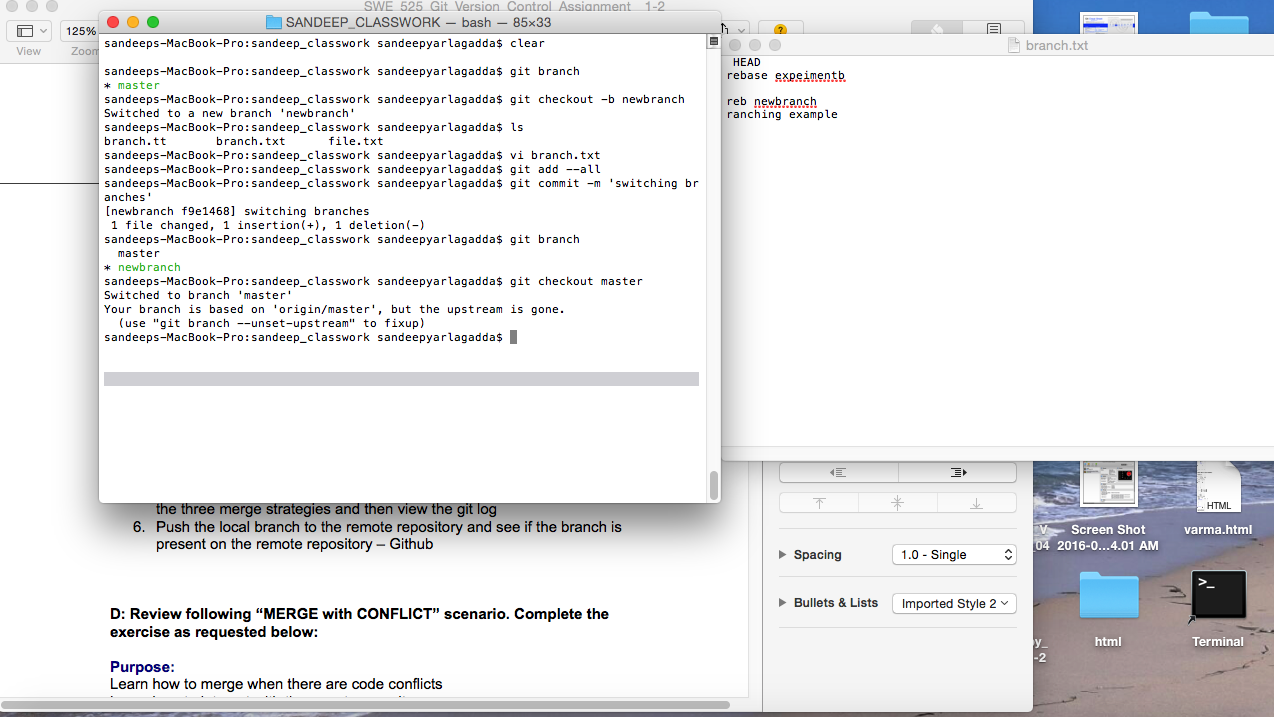 SWE_525_Git_Version_Control_Assignment__1-2
View
125%
Zoom
SANDEEP_CLASSWORK — bash — 85×33
sandeeps-MacBook-Pro:sandeep_classwork sandeepyarlagadda$ clear
sandeeps-MacBook-Pro:sandeep_classwork sandeepyarlagadda$ git branch
* master
sandeeps-MacBook-Pro:sandeep_classwork sandeepyarlagadda$ git checkout -b newbranch
Switched to a new branch 'newbranch'
sandeeps-MacBook-Pro:sandeep_classwork sandeepyarlagadda$ ls
branch.tt branch.txt file.txt
sandeeps-MacBook-Pro:sandeep_classwork sandeepyarlagadda$ vi branch.txt
sandeeps-MacBook-Pro:sandeep_classwork sandeepyarlagadda$ git add --all
sandeeps-MacBook-Pro:sandeep_classwork sandeepyarlagadda$ git commit -m 'switching br
anches'
[newbranch f9e1468] switching branches
1 file changed, 1 insertion(+), 1 deletion(-)
sandeeps-MacBook-Pro:sandeep_classwork sandeepyarlagadda$ git branch
master
* newbranch
sandeeps-MacBook-Pro:sandeep_classwork sandeepyarlagadda$ git checkout master
Switched to branch 'master'
Your branch is based on 'origin/master', but the upstream is gone.
(use "git branch --unset-upstream" to fixup)
sandeeps-MacBook-Pro:sandeep_classwork sandeepyarlagadda$
branch.txt
HEAD
rebase expeimentb
reb newbranch
ranching example
the three merge strategies and then view the git log
6. Push the local branch to the remote repository and see if the branch is
present on the remote repository – Github
D: Review following “MERGE with CONFLICT” scenario. Complete the
exercise as requested below:
Purpose:
Learn how to merge when there are code conflicts
Spacing
1.0 - Single
Bullets & Lists
Imported Style 2
Screen Shot
2016-0...4.01 AM
HTML
varma.html
html
>_
Terminal